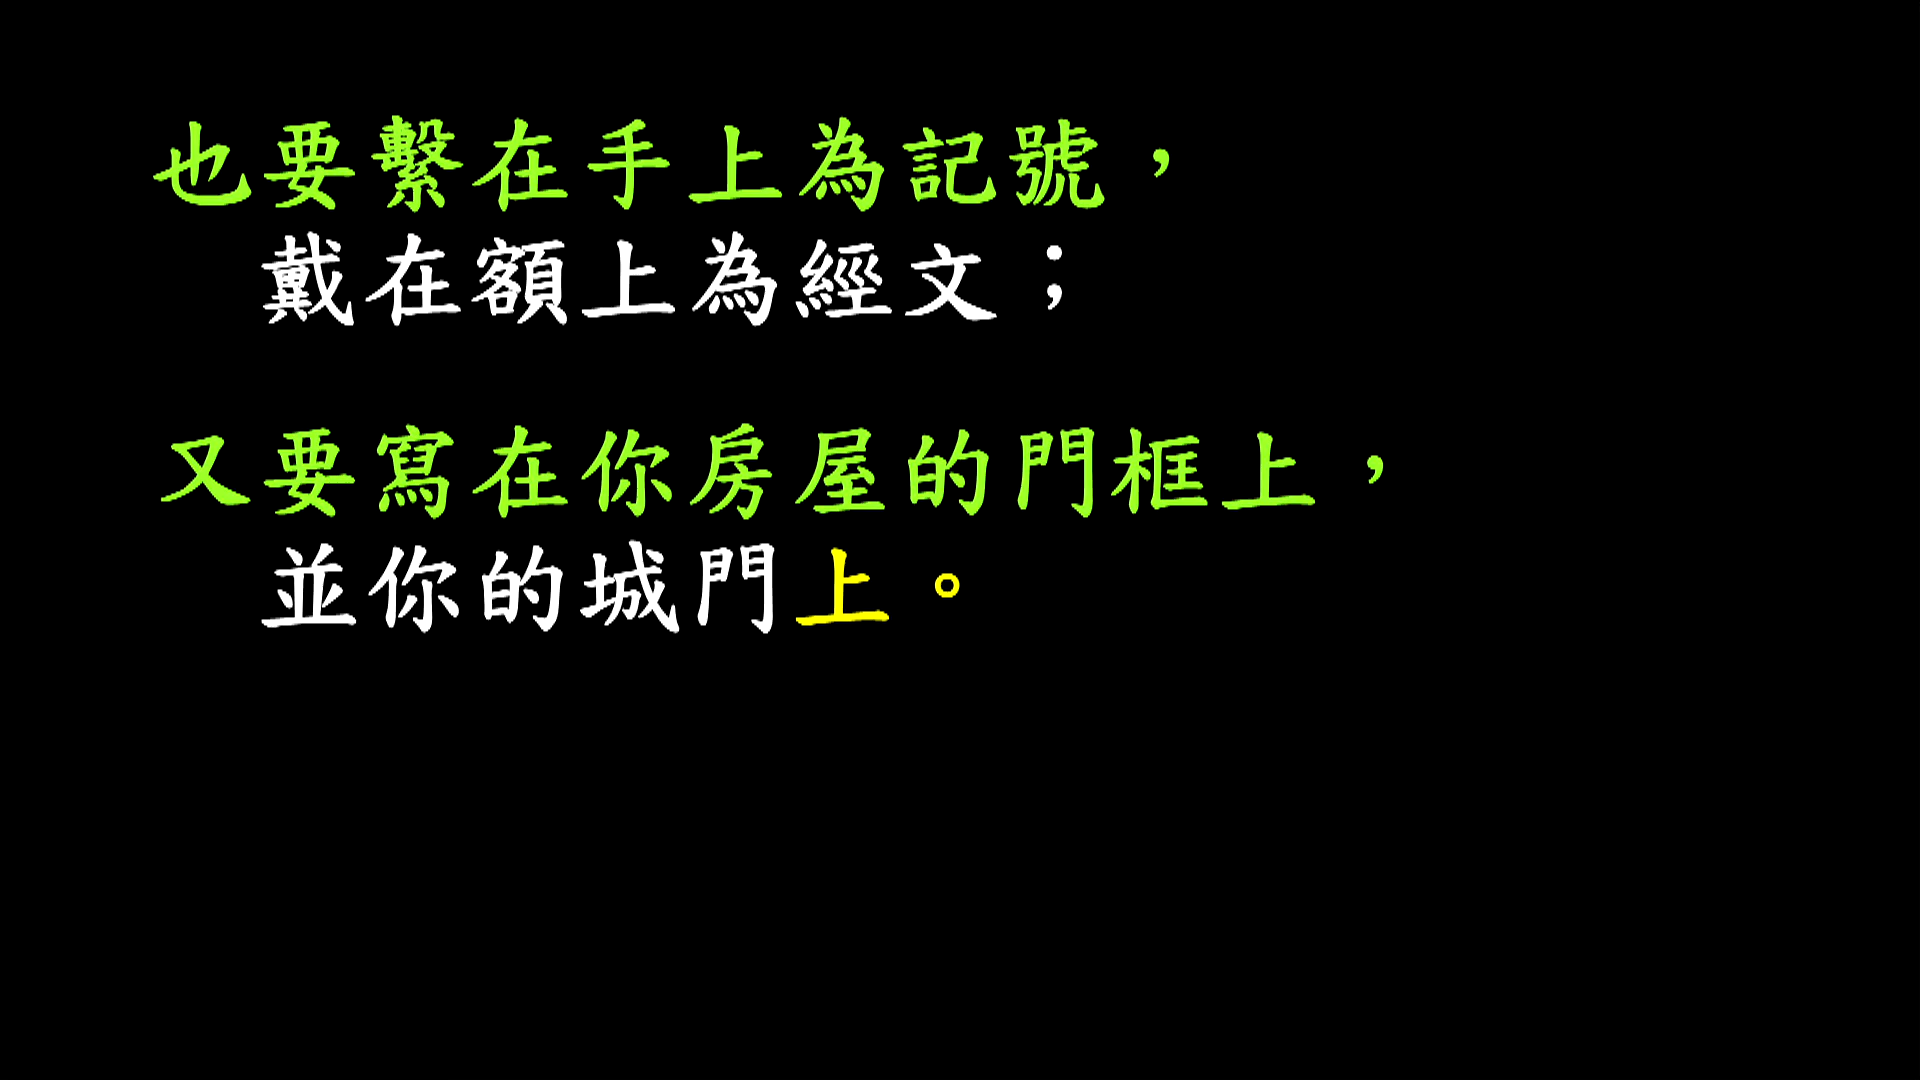 也要繫在手上為記號，
戴在額上為經文；
又要寫在你房屋的門框上，
並你的城門上。